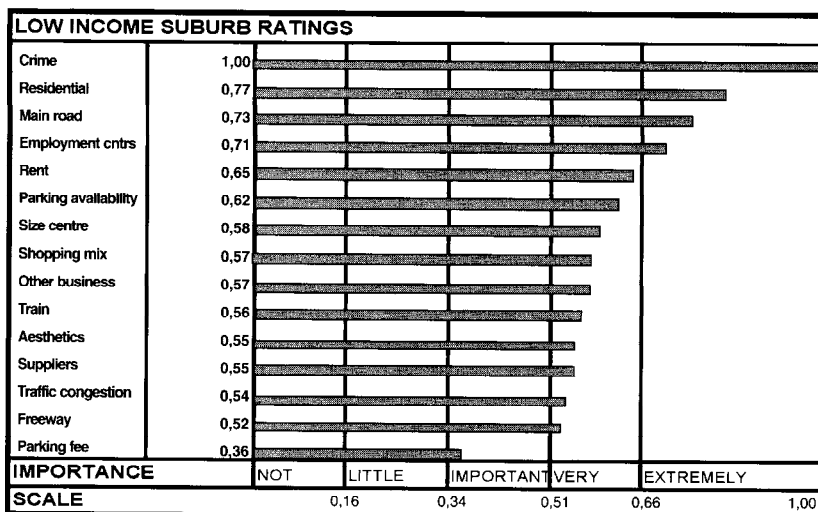 LOW INCOME SUBURB RATINGS
Crime 1,00
Residential 0,77
Main road 0,73
Employment cntrs 0,71
Rent 0,65
Parking availability 0,62
Size centre 0,58
Shopping mix 0,57
Other business 0,57
Train 0,56
Aesthetics 0,55
Suppliers 0,55
Traffic congestion 0,54
Freeway 0,52
Parking fee 0,36
IMPORTANCE NOT LITTLE IMPORTANT VERY EXTREMELY
SCALE 0,16 0,34 0,51 0,66 1,00